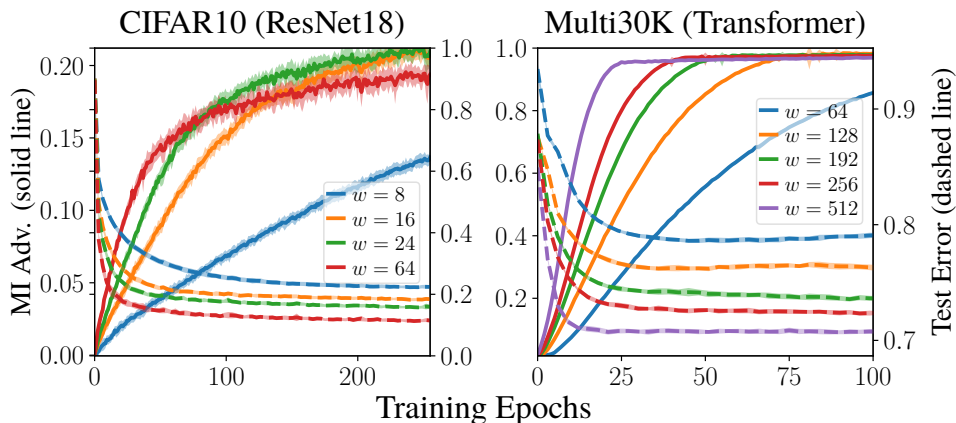 CIFAR10 (ResNet18)
Multi30K (Transformer)
MI Adv. (solid line)
0.20
0.15
0.10
0.05
0.00
1.0
0.8
0.6
0.4
0.2
0.0
w = 8
w = 16
w = 24
w = 64
0
100
200
1.0
0.8
0.6
0.4
0.2
0.9
0.8
0.7
w = 64
w = 128
w = 192
w = 256
w = 512
0
25
50
75
100
Test Error (dashed line)
Training Epochs